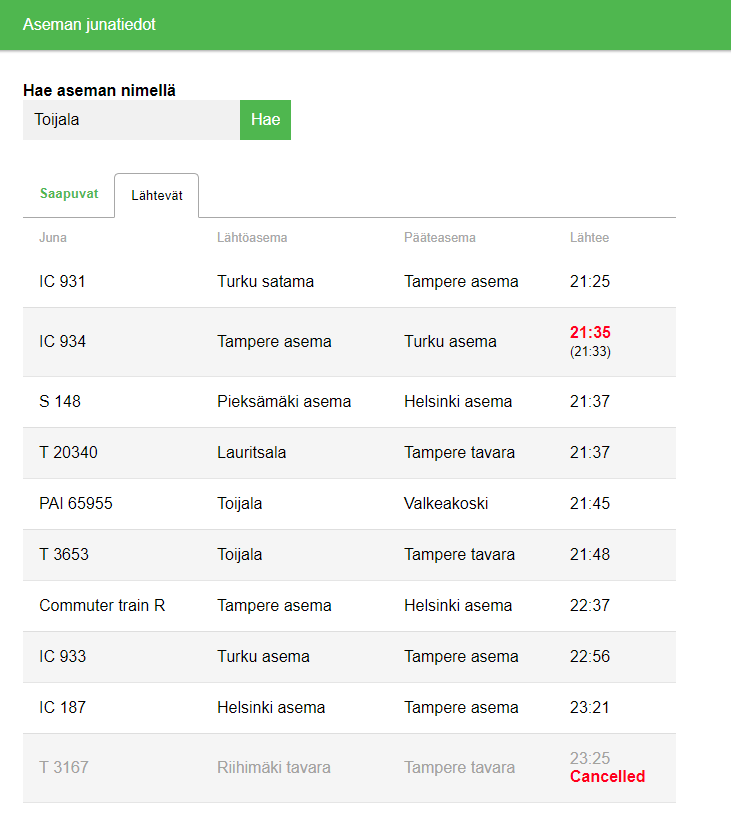 Aseman junatiedot
Hae aseman nimellä
Toijala Hae
Saapuvat Lähtevät
Juna Lähtöasema Pääteasema Lähtee
IC 931 Turku satama Tampere asema 21:25
IC 934 Tampere asema Turku asema 21:35
(21:33)
S 148 Pieksämäki asema Helsinki asema 21:37
T 20340 Lauritsala Tampere tavara 21:37
PAI 65955 Toijala Valkeakoski 21:45
T 3653 Toijala Tampere tavara 21:48
Commuter train R Tampere asema Helsinki asema 22:37
IC 933 Turku asema Tampere asema 22:56
IC 187 Helsinki asema Tampere asema 23:21
T 3167 Riihimäki tavara Tampere tavara 23:25
Cancelled